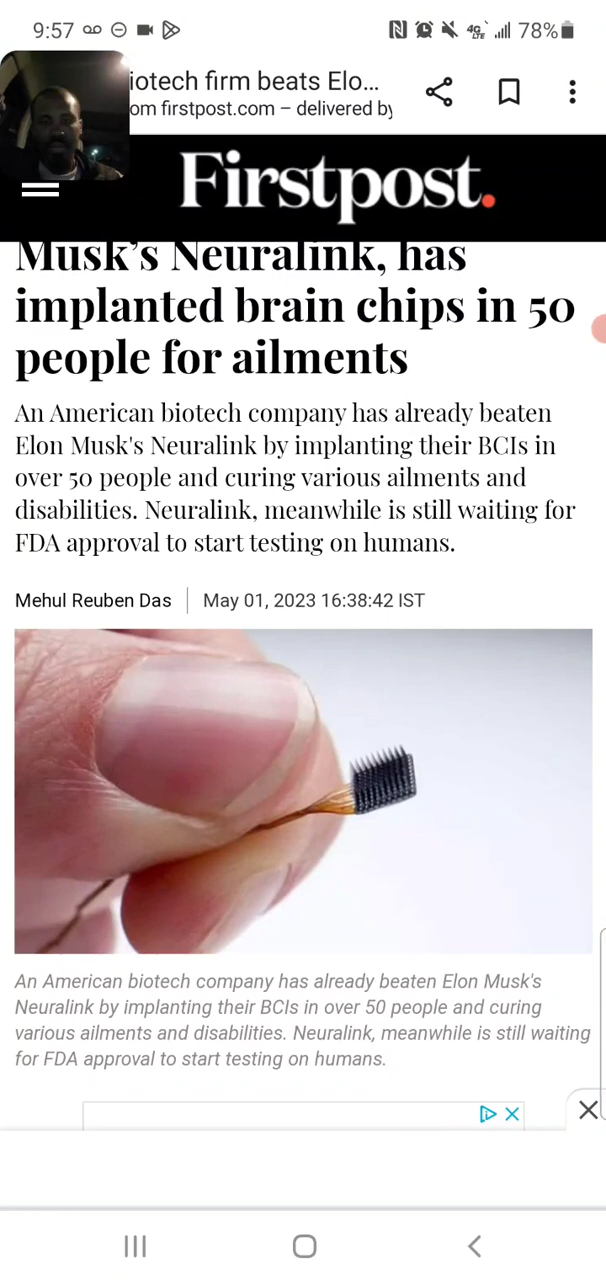 9:57 4G LTE 78%
iotech firm beats Elo...
om firstpost.com – delivered by
Firstpost.
Musk's Neuralink, has
implanted brain chips in 50
people for ailments
An American biotech company has already beaten
Elon Musk's Neuralink by implanting their BCIs in
over 50 people and curing various ailments and
disabilities. Neuralink, meanwhile is still waiting for
FDA approval to start testing on humans.
Mehul Reuben Das | May 01, 2023 16:38:42 IST
An American biotech company has already beaten Elon Musk's
Neuralink by implanting their BCIs in over 50 people and curing
various ailments and disabilities. Neuralink, meanwhile is still waiting
for FDA approval to start testing on humans.